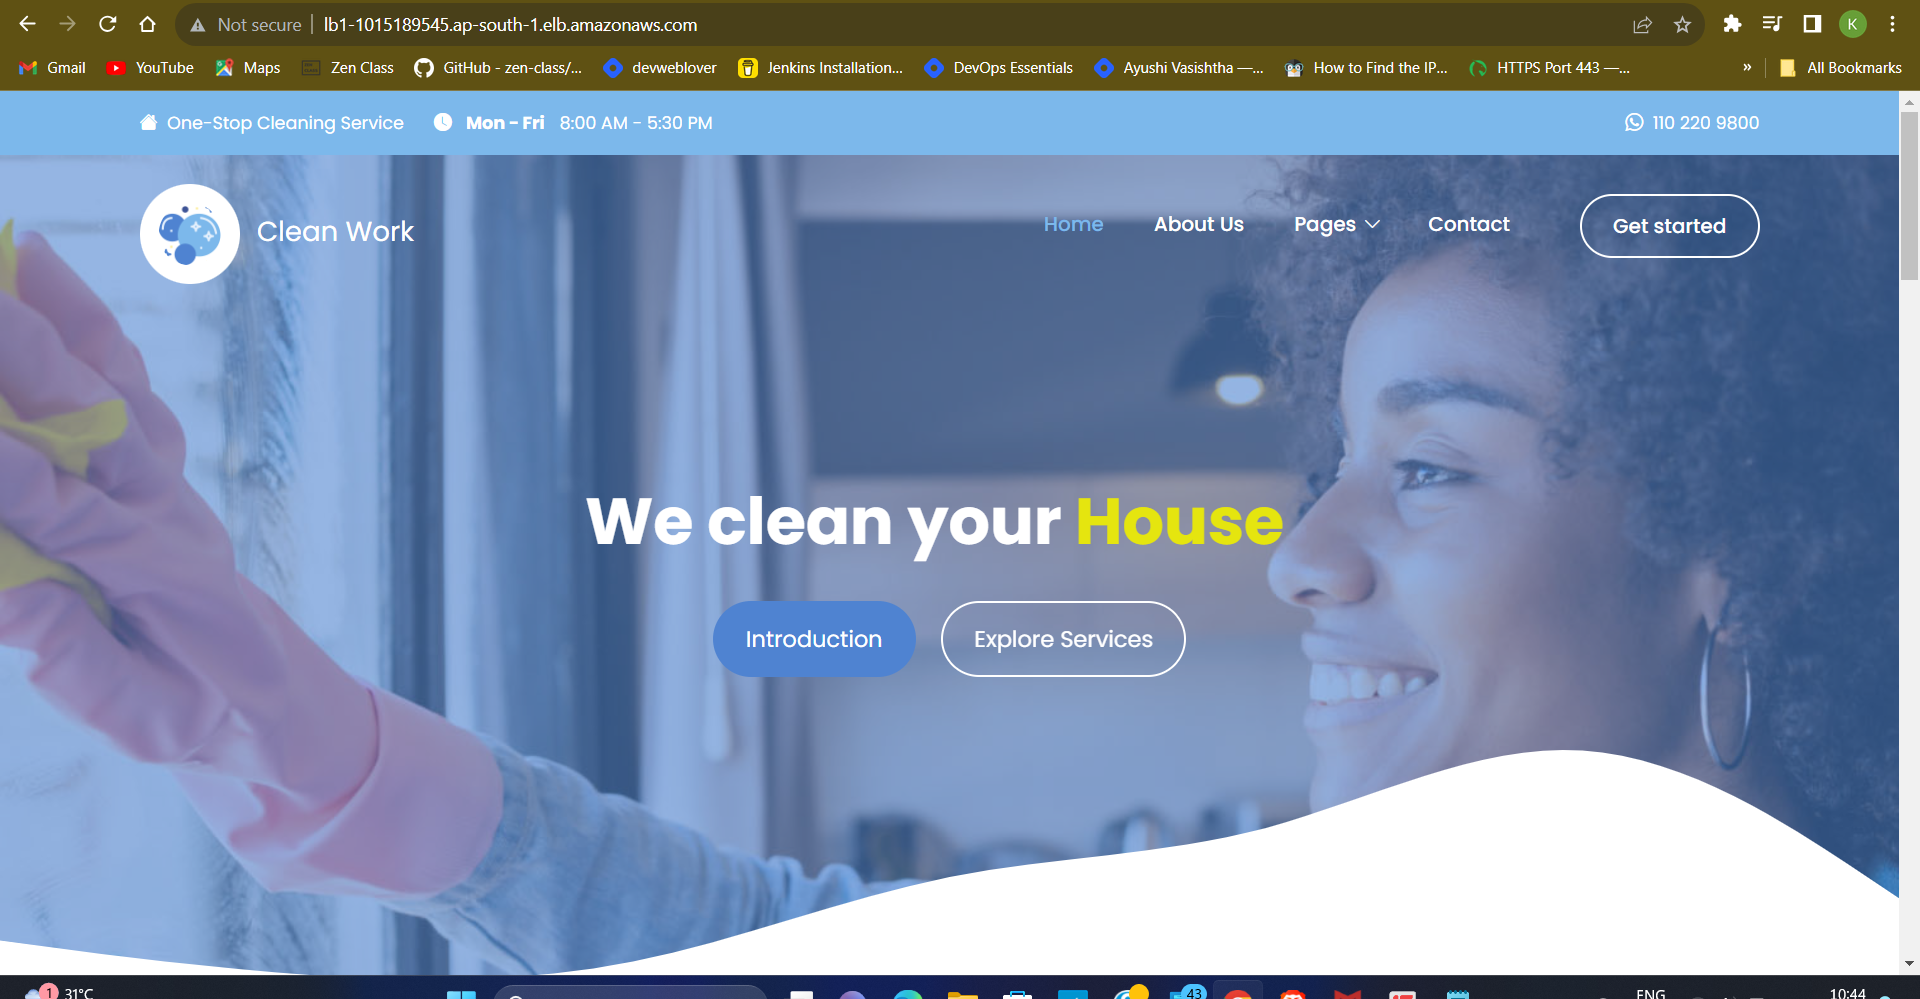 Not secure lb1-1015189545.ap-south-1.elb.amazonaws.com K
Gmail YouTube Maps Zen Class GitHub - zen-class/... devweblover Jenkins Installation... DevOps Essentials Ayushi Vasishtha —... How to Find the IP... HTTPS Port 443 —... » All Bookmarks
One-Stop Cleaning Service Mon - Fri 8:00 AM - 5:30 PM 110 220 9800
Clean Work Home About Us Pages Contact Get started
We clean your House
Introduction Explore Services
1 31°C 43 ENG 10:44